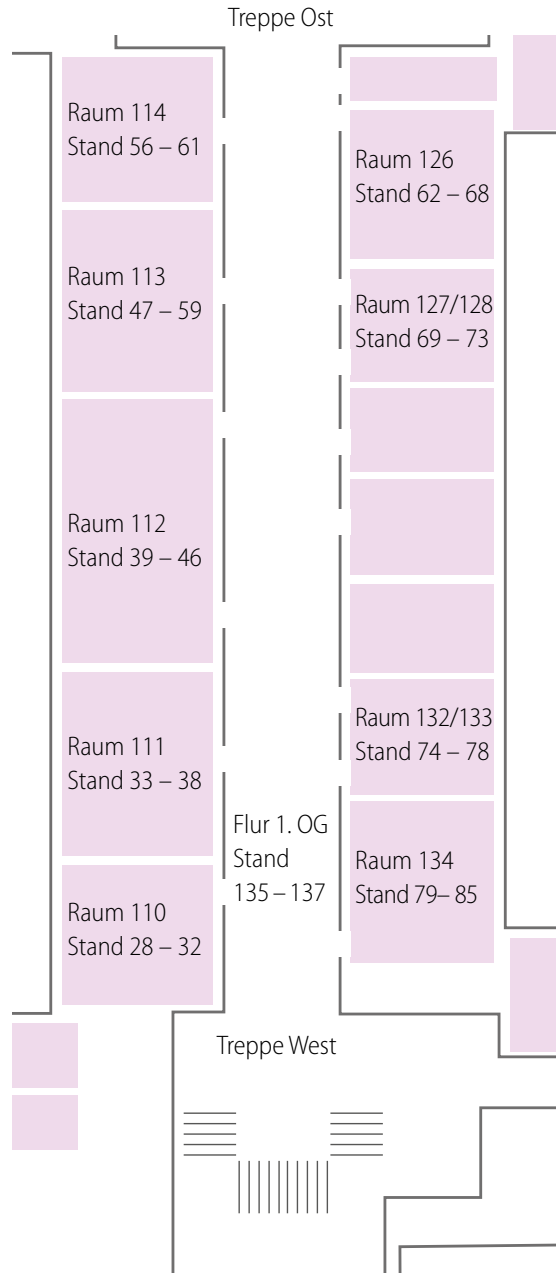 Treppe Ost
Raum 114
Stand 56 – 61
Raum 126
Stand 62 – 68
Raum 113
Stand 47 – 59
Raum 127/128
Stand 69 – 73
Raum 112
Stand 39 – 46
Raum 111
Stand 33 – 38
Raum 132/133
Stand 74 – 78
Flur 1. OG
Stand
135 – 137
Raum 134
Stand 79– 85
Raum 110
Stand 28 – 32
Treppe West